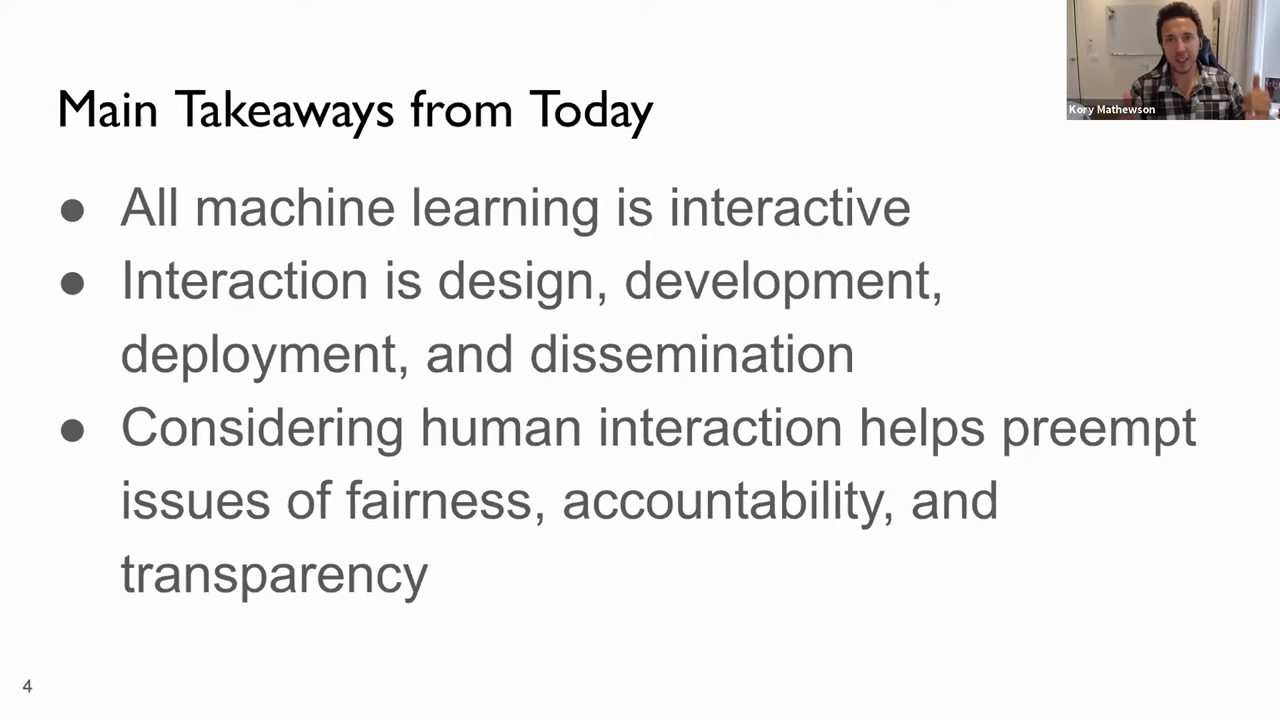 Kory Mathewson
Main Takeaways from Today
● All machine learning is interactive
● Interaction is design, development,
deployment, and dissemination
● Considering human interaction helps preempt
issues of fairness, accountability, and
transparency
4